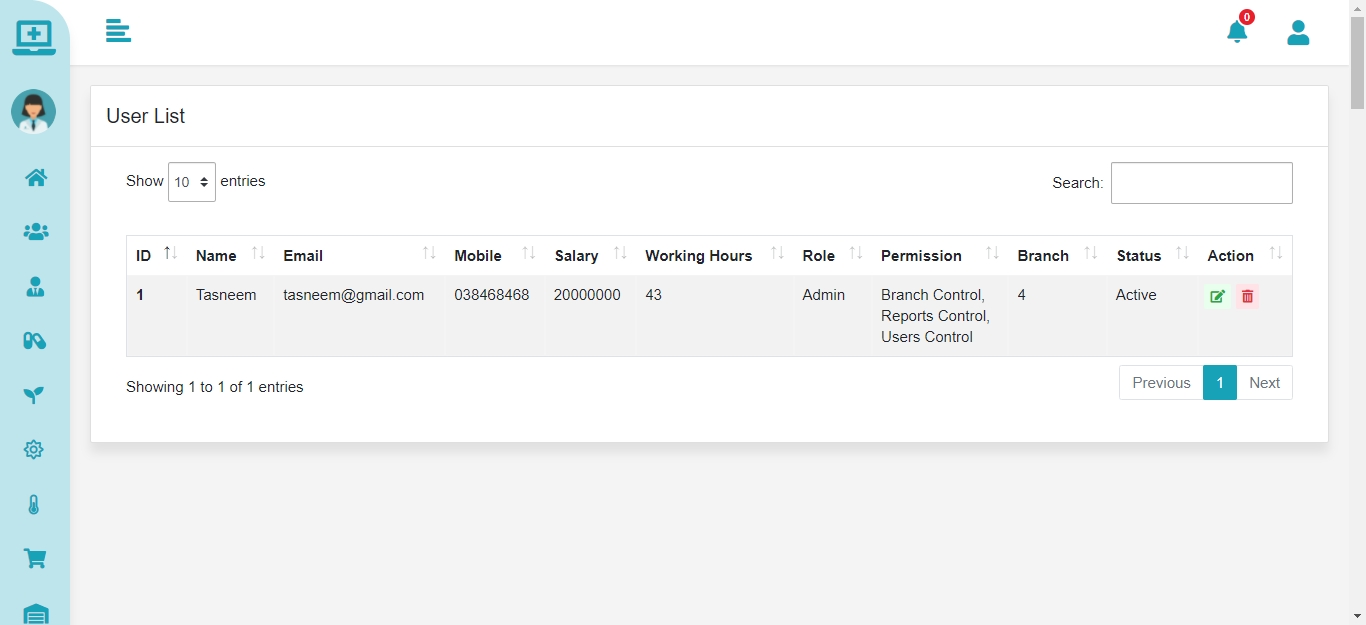 0
User List
Show 10 entries
Search:
ID Name Email Mobile Salary Working Hours Role Permission Branch Status Action
1 Tasneem tasneem@gmail.com 038468468 20000000 43 Admin Branch Control, 4 Active
Reports Control,
Users Control
Showing 1 to 1 of 1 entries
Previous 1 Next